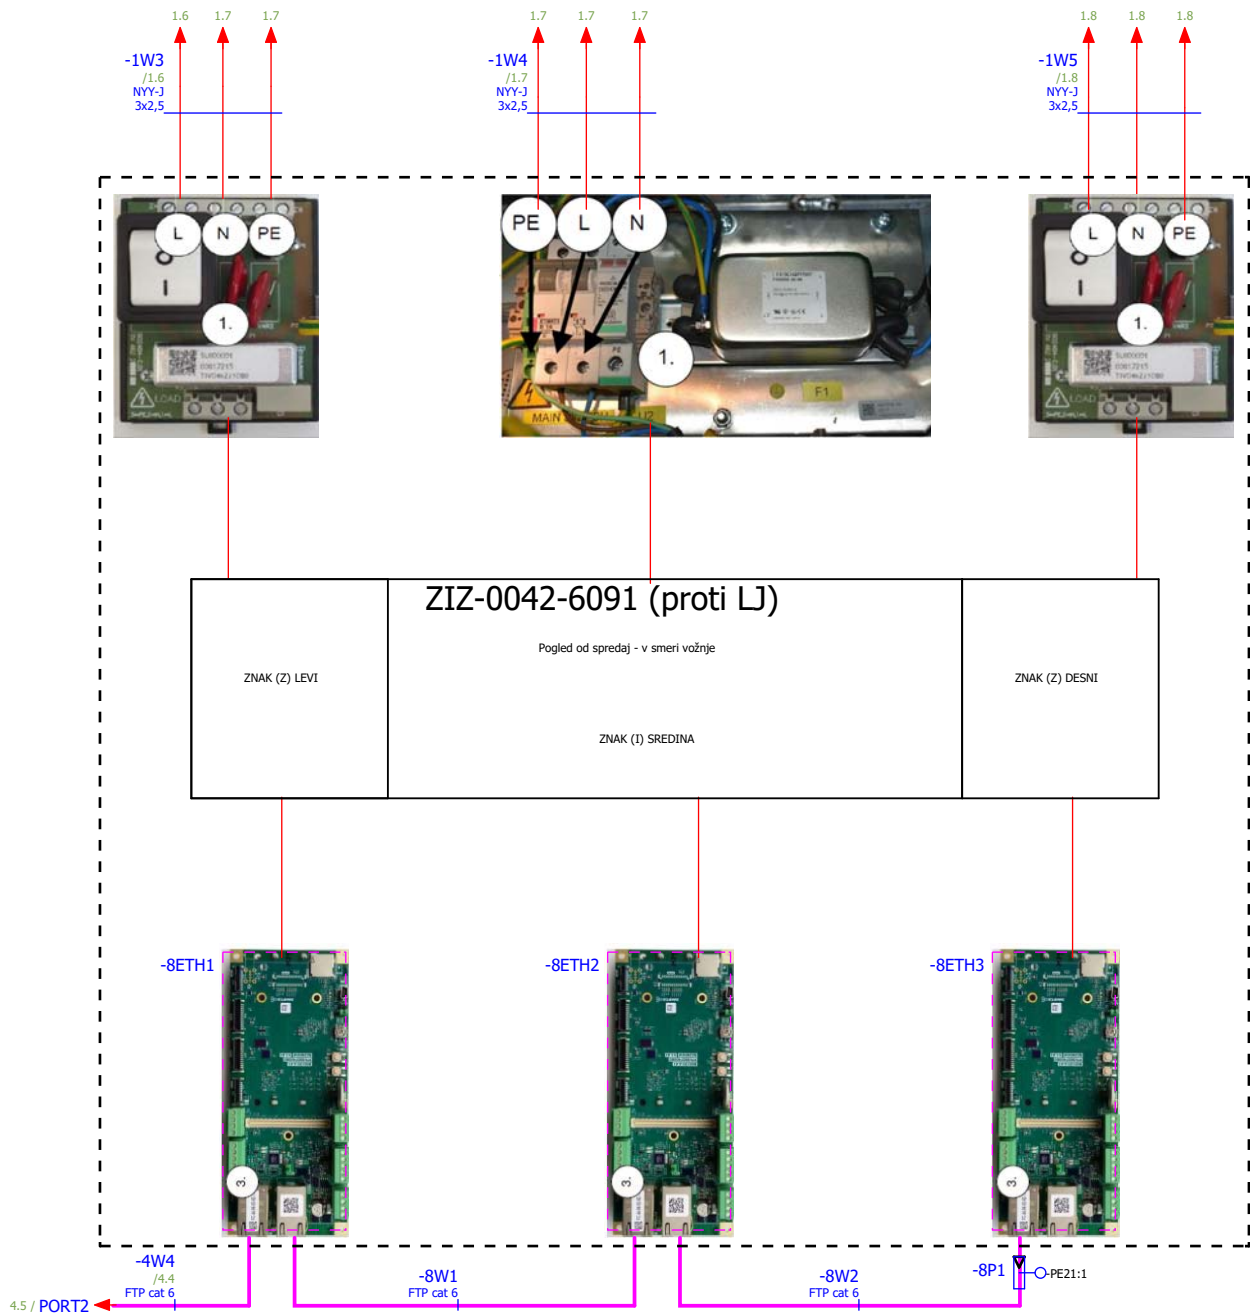 1.6 1.7 1.7 1.7 1.7 1.7 1.8 1.8 1.8
-1W3 -1W4 -1W5
/1.6 /1.7 /1.8
NYY-J NYY-J NYY-J
3x2,5 3x2,5 3x2,5
L N PE PE L N L N PE
1. 1. 1.
F1
LOAD MAIN LOAD
ZIZ-0042-6091 (proti LJ)
Pogled od spredaj - v smeri vožnje
ZNAK (Z) LEVI ZNAK (Z) DESNI
ZNAK (I) SREDINA
-8ETH1 -8ETH2 -8ETH3
3. 3. 3.
-4W4 -8W1 -8W2 -8P1 -PE21:1
/4.4
FTP cat 6 FTP cat 6 FTP cat 6
4.5 / PORT2